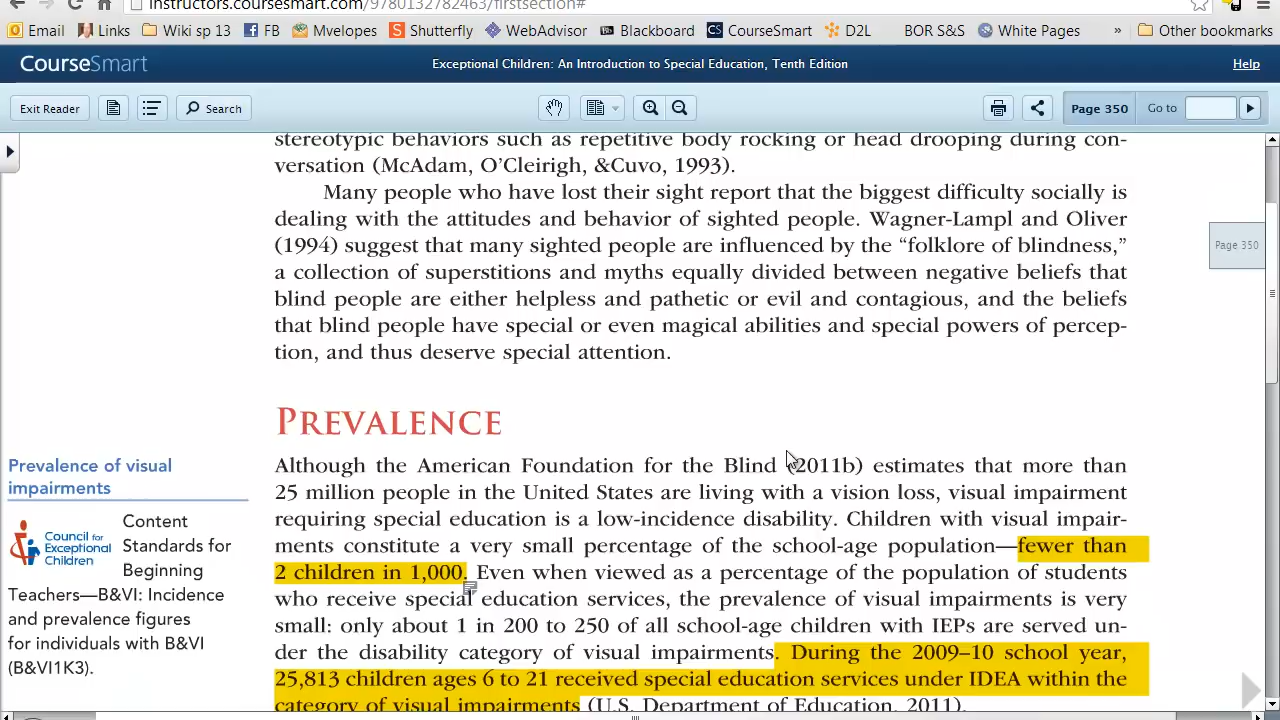 instructors.coursesmart.com/9780132782463/firstsection#
Email Links Wiki sp 13 FB Mvelopes Shutterfly WebAdvisor Blackboard CourseSmart D2L BOR S&S White Pages » Other bookmarks
CourseSmart Exceptional Children: An Introduction to Special Education, Tenth Edition Help
Exit Reader Search Page 350 Go to
stereotypic behaviors such as repetitive body rocking or head drooping during con-
versation (McAdam, O'Cleirigh, &Cuvo, 1993).
Many people who have lost their sight report that the biggest difficulty socially is
dealing with the attitudes and behavior of sighted people. Wagner-Lampl and Oliver
(1994) suggest that many sighted people are influenced by the “folklore of blindness,”
a collection of superstitions and myths equally divided between negative beliefs that
blind people are either helpless and pathetic or evil and contagious, and the beliefs
that blind people have special or even magical abilities and special powers of percep-
tion, and thus deserve special attention.
Page 350
PREVALENCE
Although the American Foundation for the Blind (2011b) estimates that more than
25 million people in the United States are living with a vision loss, visual impairment
requiring special education is a low-incidence disability. Children with visual impair-
ments constitute a very small percentage of the school-age population—fewer than
2 children in 1,000. Even when viewed as a percentage of the population of students
who receive special education services, the prevalence of visual impairments is very
small: only about 1 in 200 to 250 of all school-age children with IEPs are served un-
der the disability category of visual impairments. During the 2009–10 school year,
25,813 children ages 6 to 21 received special education services under IDEA within the
category of visual impairments (U.S. Department of Education, 2011).
Prevalence of visual
impairments
Council for
Exceptional
Children
Content
Standards for
Beginning
Teachers—B&VI: Incidence
and prevalence figures
for individuals with B&VI
(B&VI1K3).